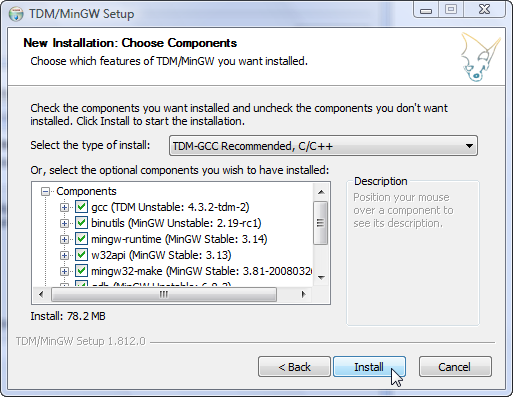 TDM/MinGW Setup
New Installation: Choose Components
Choose which features of TDM/MinGW you want installed.
Check the components you want installed and uncheck the components you don't want
installed. Click Install to start the installation.
Select the type of install:
TDM-GCC Recommended, C/C++
Or, select the optional components you wish to have installed:
Components
gcc (TDM Unstable: 4.3.2-tdm-2)
binutils (MinGW Unstable: 2.19-rc1)
mingw-runtime (MinGW Stable: 3.14)
w32api (MinGW Stable: 3.13)
mingw32-make (MinGW Stable: 3.81-2008032
Description
Position your mouse
over a component to
see its description.
Install: 78.2 MB
TDM/MinGW Setup 1.812.0
< Back
Install
Cancel